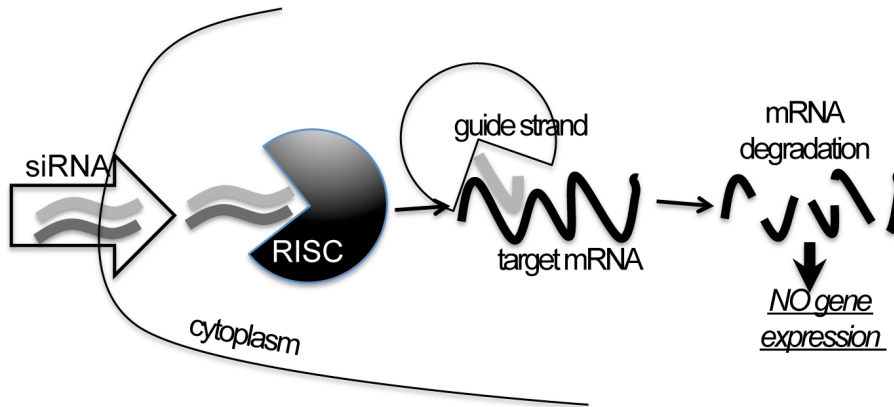 siRNA
RISC
cytoplasm
guide strand
target mRNA
mRNA
degradation
NO gene
expression